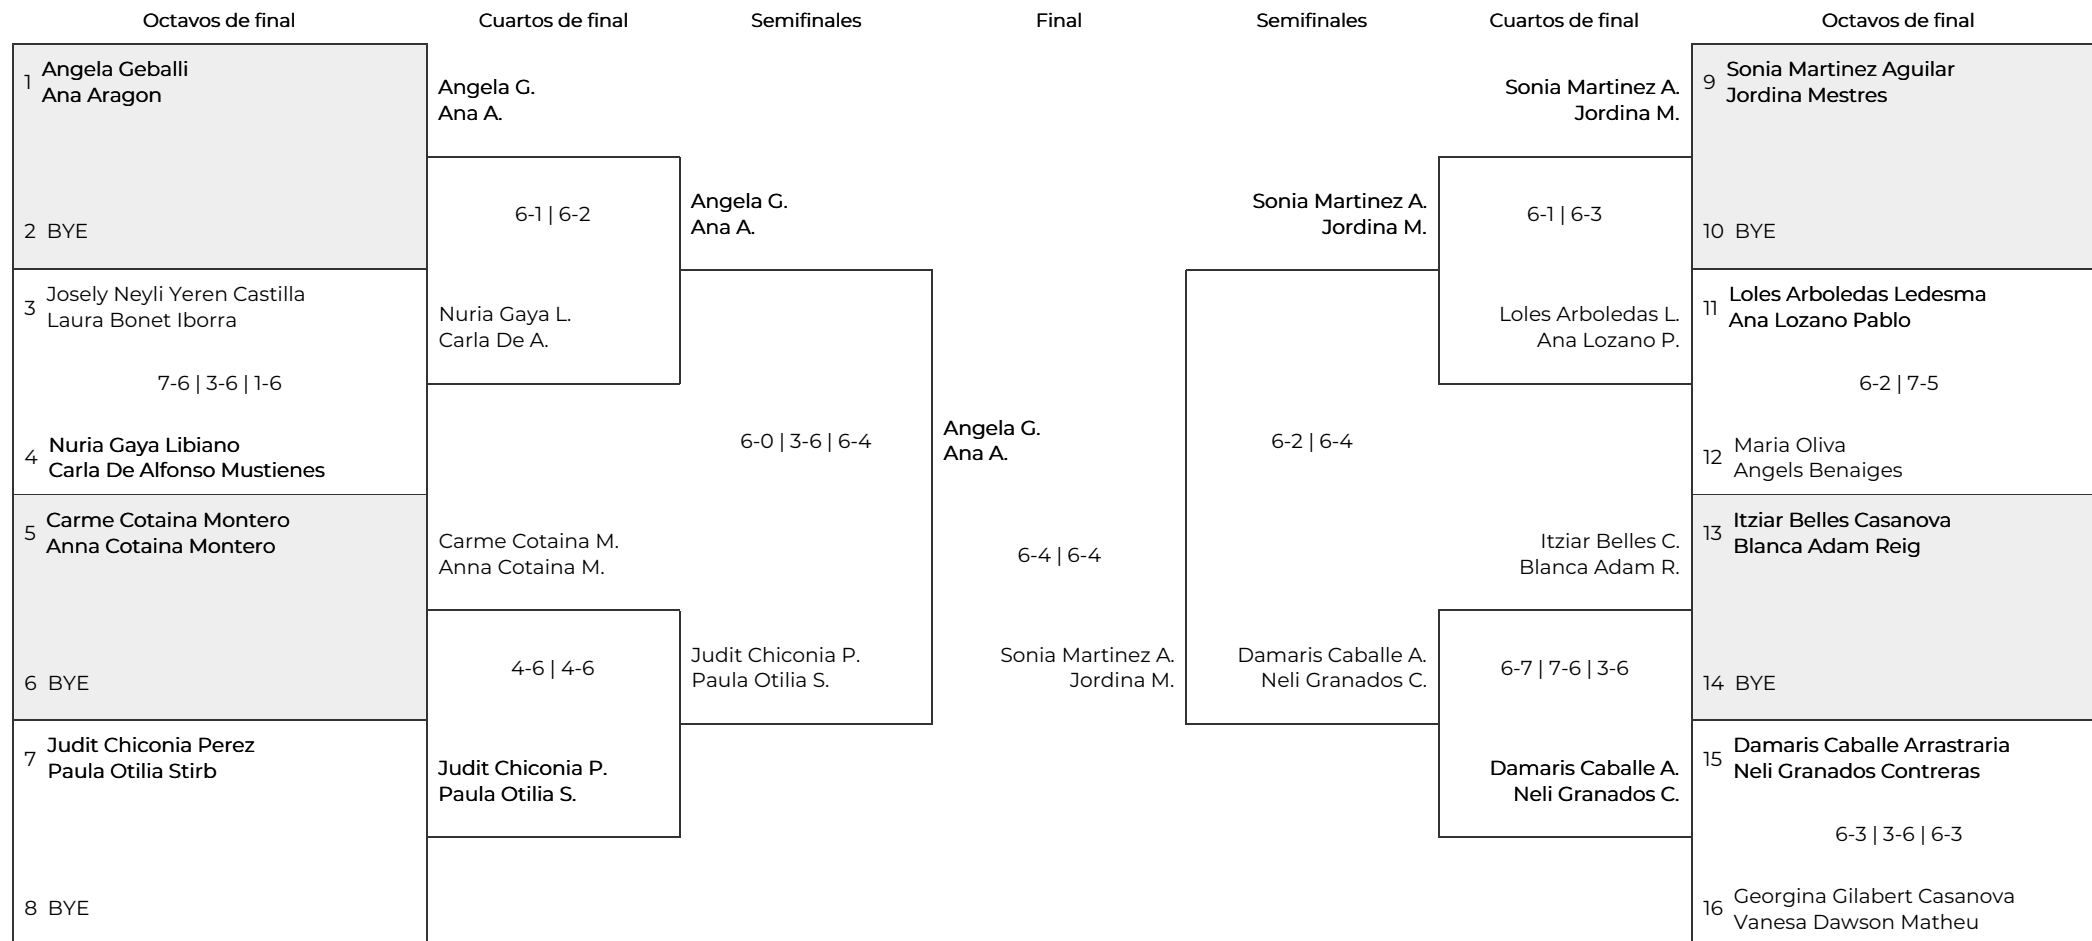 Octavos de final
Cuartos de final
Semifinales
Final
Semifinales
Cuartos de final
Octavos de final
1
Angela Geballi
Ana Aragon
2 BYE
3
Josely Neyli Yeren Castilla
Laura Bonet Iborra
7-6 | 3-6 | 1-6
4
Nuria Gaya Libiano
Carla De Alfonso Mustienes
5
Carme Cotaina Montero
Anna Cotaina Montero
6 BYE
7
Judit Chiconia Perez
Paula Otilia Stirb
8 BYE
Angela G.
Ana A.
6-1 | 6-2
Nuria Gaya L.
Carla De A.
Carme Cotaina M.
Anna Cotaina M.
4-6 | 4-6
Judit Chiconia P.
Paula Otilia S.
Angela G.
Ana A.
6-0 | 3-6 | 6-4
Judit Chiconia P.
Paula Otilia S.
Angela G.
Ana A.
6-4 | 6-4
Sonia Martinez A.
Jordina M.
Sonia Martinez A.
Jordina M.
6-2 | 6-4
Damaris Caballe A.
Neli Granados C.
Sonia Martinez A.
Jordina M.
6-1 | 6-3
Loles Arboledas L.
Ana Lozano P.
Itziar Belles C.
Blanca Adam R.
6-7 | 7-6 | 3-6
Damaris Caballe A.
Neli Granados C.
9
Sonia Martinez Aguilar
Jordina Mestres
10 BYE
11
Loles Arboledas Ledesma
Ana Lozano Pablo
6-2 | 7-5
12
Maria Oliva
Angels Benaiges
13
Itziar Belles Casanova
Blanca Adam Reig
14 BYE
15
Damaris Caballe Arrastraria
Neli Granados Contreras
6-3 | 3-6 | 6-3
16
Georgina Gilabert Casanova
Vanesa Dawson Matheu